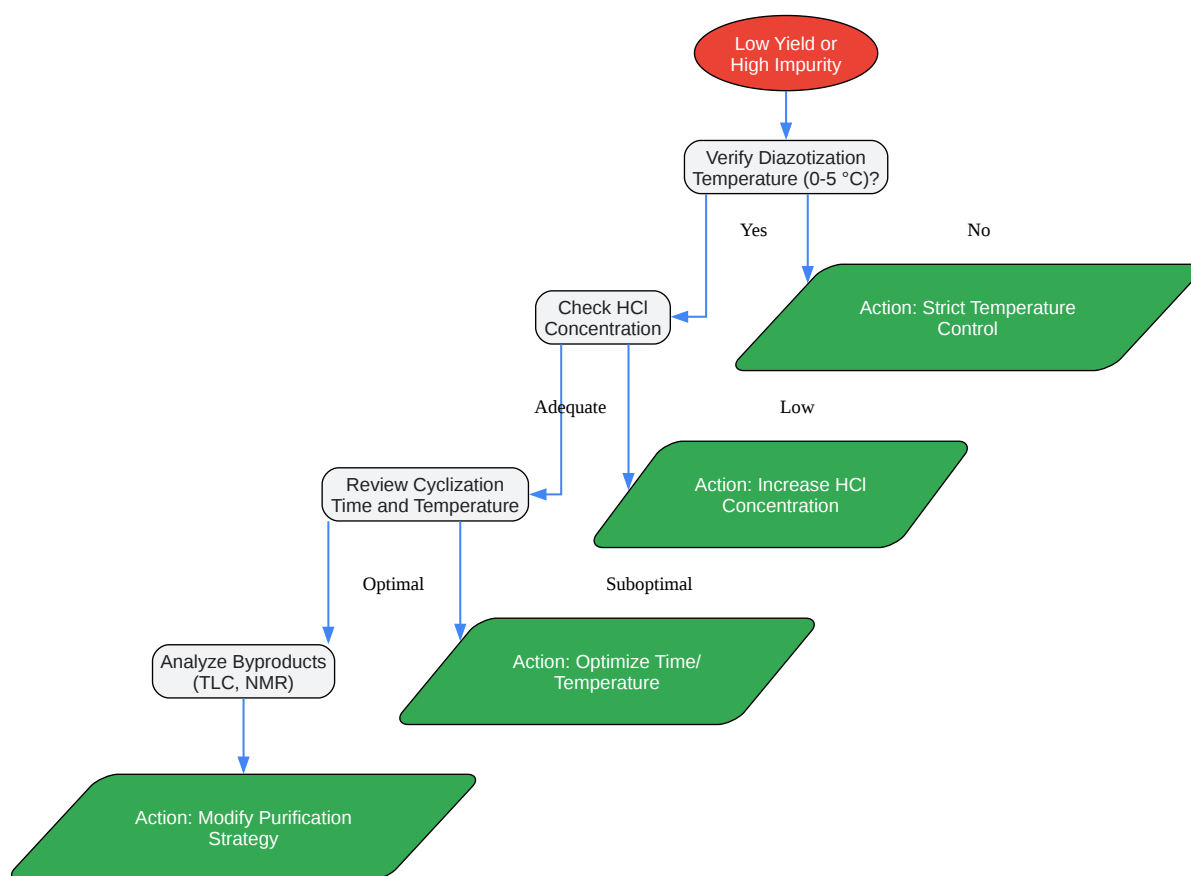 Low Yield or
High Impurity
Verify Diazotization
Temperature (0-5 °C)?
Yes
No
Check HCl
Concentration
Action: Strict Temperature
Control
Adequate
Low
Review Cyclization
Time and Temperature
Action: Increase HCl
Concentration
Optimal
Suboptimal
Analyze Byproducts
(TLC, NMR)
Action: Optimize Time/
Temperature
Action: Modify Purification
Strategy